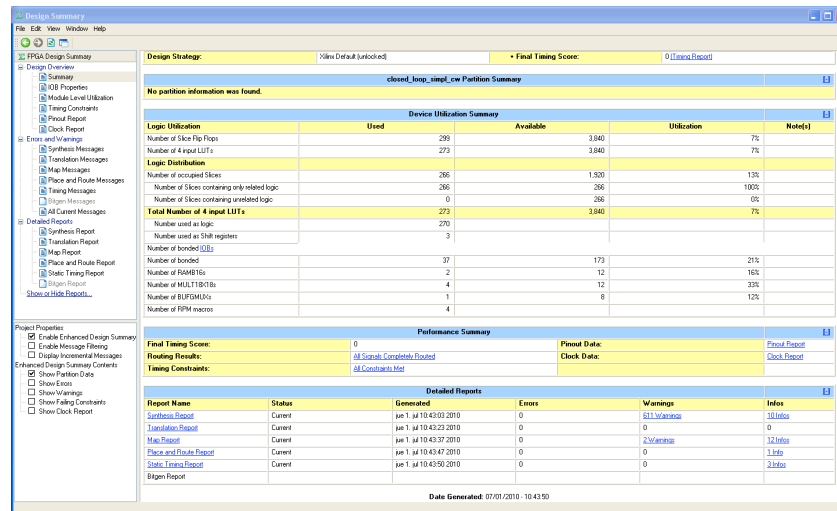 Design Summary
File Edit View Window Help
FPGA Design Summary
Design Overview
Summary
IOB Properties
Module Level Utilization
Timing Constraints
Pinout Report
Clock Report
Errors and Warnings
Synthesis Messages
Translation Messages
Map Messages
Place and Route Messages
Timing Messages
Bitgen Messages
All Current Messages
Detailed Reports
Synthesis Report
Translation Report
Map Report
Place and Route Report
Static Timing Report
Bitgen Report
Show or Hide Reports...
Project Properties
Enable Enhanced Design Summary
Enable Message Filtering
Display Incremental Messages
Enhanced Design Summary Contents
Show Partition Data
Show Errors
Show Warnings
Show Failing Constraints
Show Clock Report
Design Strategy: Xilinx Default (unlocked) • Final Timing Score: 0 (Timing Report)
closed_loop_simpl_cw Partition Summary [-]
No partition information was found.
Device Utilization Summary [-]
Logic Utilization Used Available Utilization Note(s)
Number of Slice Flip Flops 299 3,840 7%
Number of 4 input LUTs 273 3,840 7%
Logic Distribution
Number of occupied Slices 266 1,920 13%
Number of Slices containing only related logic 266 266 100%
Number of Slices containing unrelated logic 0 266 0%
Total Number of 4 input LUTs 273 3,840 7%
Number used as logic 270
Number used as Shift registers 3
Number of bonded IOBs
Number of bonded 37 173 21%
Number of RAMB16s 2 12 16%
Number of MULT18X18s 4 12 33%
Number of BUFGMUXs 1 8 12%
Number of RPM macros 4
Performance Summary [-]
Final Timing Score: 0 Pinout Data: Pinout Report
Routing Results: All Signals Completely Routed Clock Data: Clock Report
Timing Constraints: All Constraints Met
Detailed Reports [-]
Report Name Status Generated Errors Warnings Infos
Synthesis Report Current jue 1. jul 10:43:03 2010 0 611 Warnings 10 Infos
Translation Report Current jue 1. jul 10:43:23 2010 0 0 0
Map Report Current jue 1. jul 10:43:37 2010 0 2 Warnings 12 Infos
Place and Route Report Current jue 1. jul 10:43:47 2010 0 0 1 Info
Static Timing Report Current jue 1. jul 10:43:50 2010 0 0 3 Infos
Bitgen Report
Date Generated: 07/01/2010 - 10:43:50